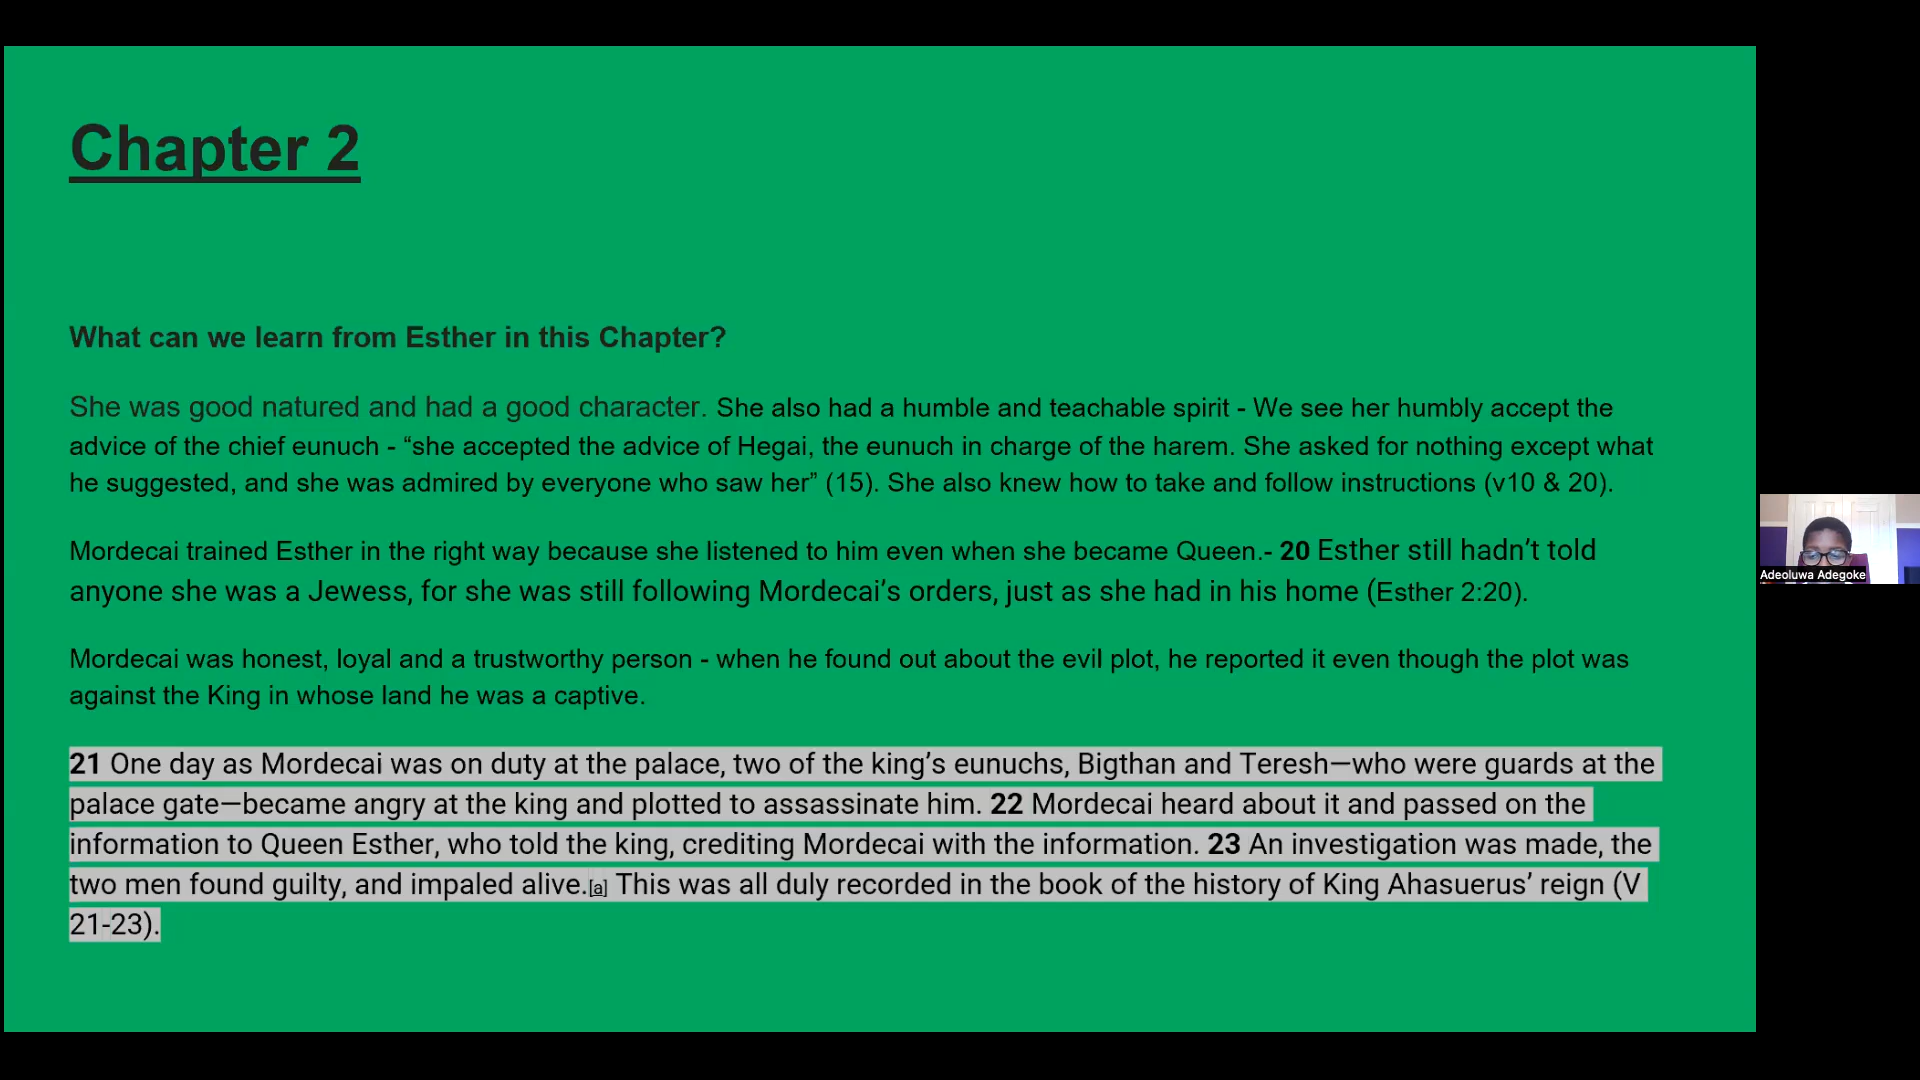 Chapter 2
What can we learn from Esther in this Chapter?
She was good natured and had a good character. She also had a humble and teachable spirit - We see her humbly accept the
advice of the chief eunuch - “she accepted the advice of Hegai, the eunuch in charge of the harem. She asked for nothing except what
he suggested, and she was admired by everyone who saw her” (15). She also knew how to take and follow instructions (v10 & 20).
Mordecai trained Esther in the right way because she listened to him even when she became Queen.- 20 Esther still hadn’t told
anyone she was a Jewess, for she was still following Mordecai’s orders, just as she had in his home (Esther 2:20).
Mordecai was honest, loyal and a trustworthy person - when he found out about the evil plot, he reported it even though the plot was
against the King in whose land he was a captive.
21 One day as Mordecai was on duty at the palace, two of the king’s eunuchs, Bigthan and Teresh—who were guards at the
palace gate—became angry at the king and plotted to assassinate him. 22 Mordecai heard about it and passed on the
information to Queen Esther, who told the king, crediting Mordecai with the information. 23 An investigation was made, the
two men found guilty, and impaled alive.[a] This was all duly recorded in the book of the history of King Ahasuerus’ reign (V
21-23).
Adeoluwa Adegoke